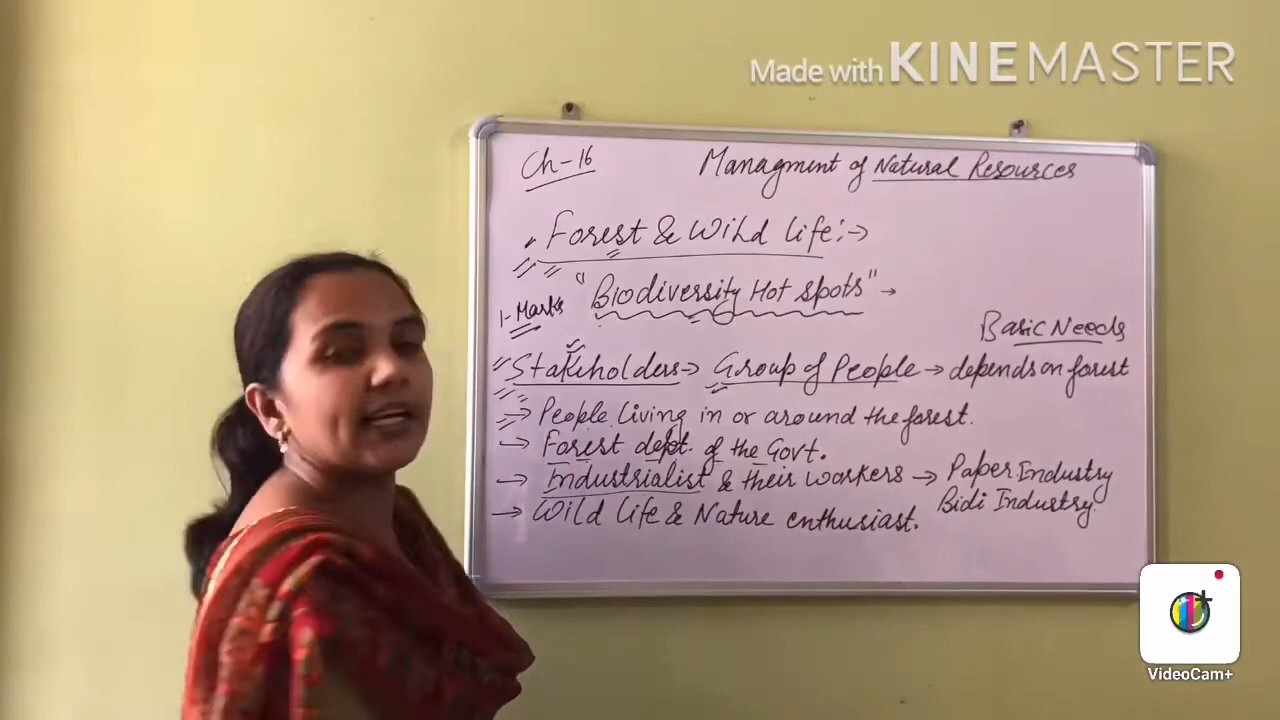 Made with KINEMASTER
Ch-16 Managment of Natural Resources
Forest & Wild life:→
1-Marks "Biodiversity Hot spots" →
Basic Needs
Stakeholders → Group of People → depends on forest
→ People living in or around the forest.
→ Forest dept. of the Govt.
→ Industrialist & their workers → Paper Industry
Bidi Industry.
→ Wild life & Nature enthusiast.
VideoCam+